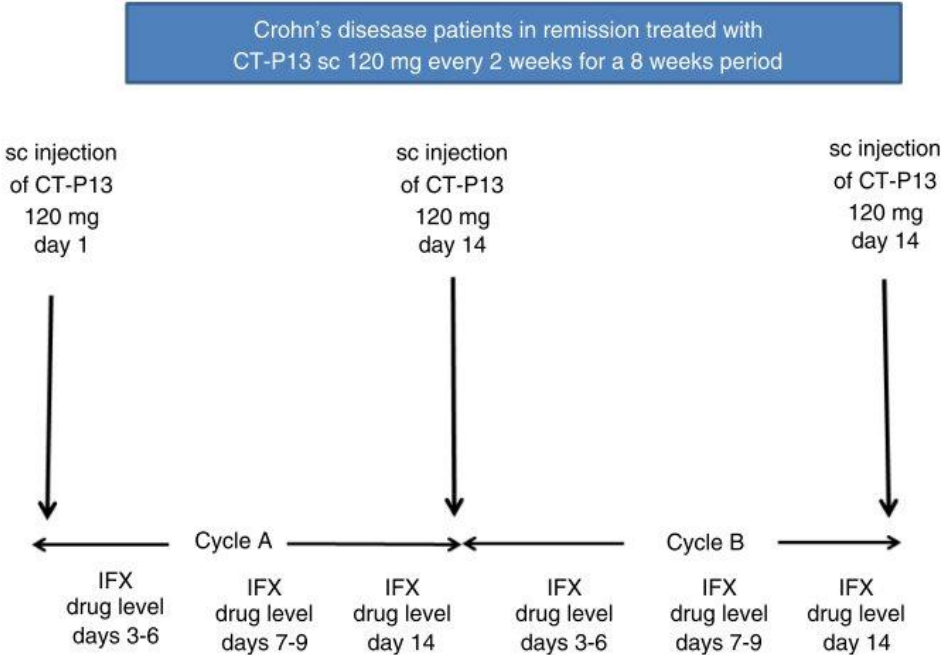 Crohn's disesase patients in remission treated with
CT-P13 sc 120 mg every 2 weeks for a 8 weeks period
sc injection
of CT-P13
120 mg
day 1
sc injection
of CT-P13
120 mg
day 14
sc injection
of CT-P13
120 mg
day 14
Cycle A
Cycle B
IFX
drug level
days 3-6
IFX
drug level
days 7-9
IFX
drug level
day 14
IFX
drug level
days 3-6
IFX
drug level
days 7-9
IFX
drug level
day 14